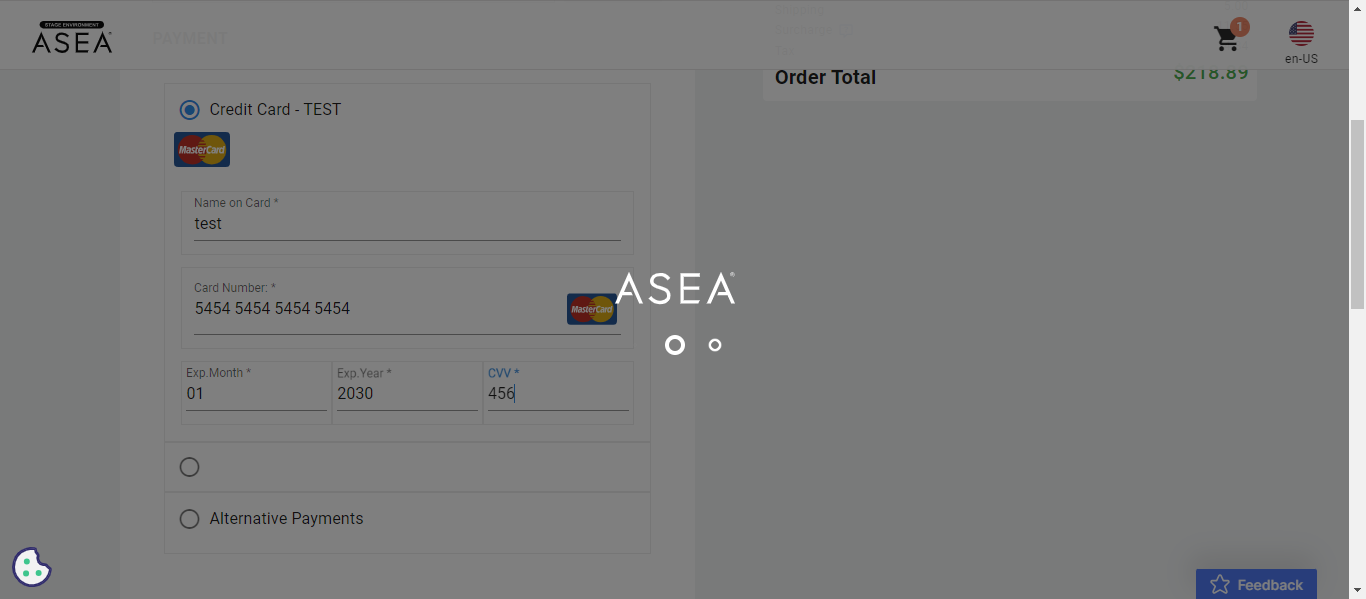 STAGE ENVIRONMENT
ASEA
PAYMENT
1
en-US
Order Total
$218.89
Credit Card - TEST
MasterCard
Name on Card *
test
Card Number: *
5454 5454 5454 5454
MasterCard
ASEA
Exp.Month *
01
Exp.Year *
2030
CVV *
456
Alternative Payments
Feedback